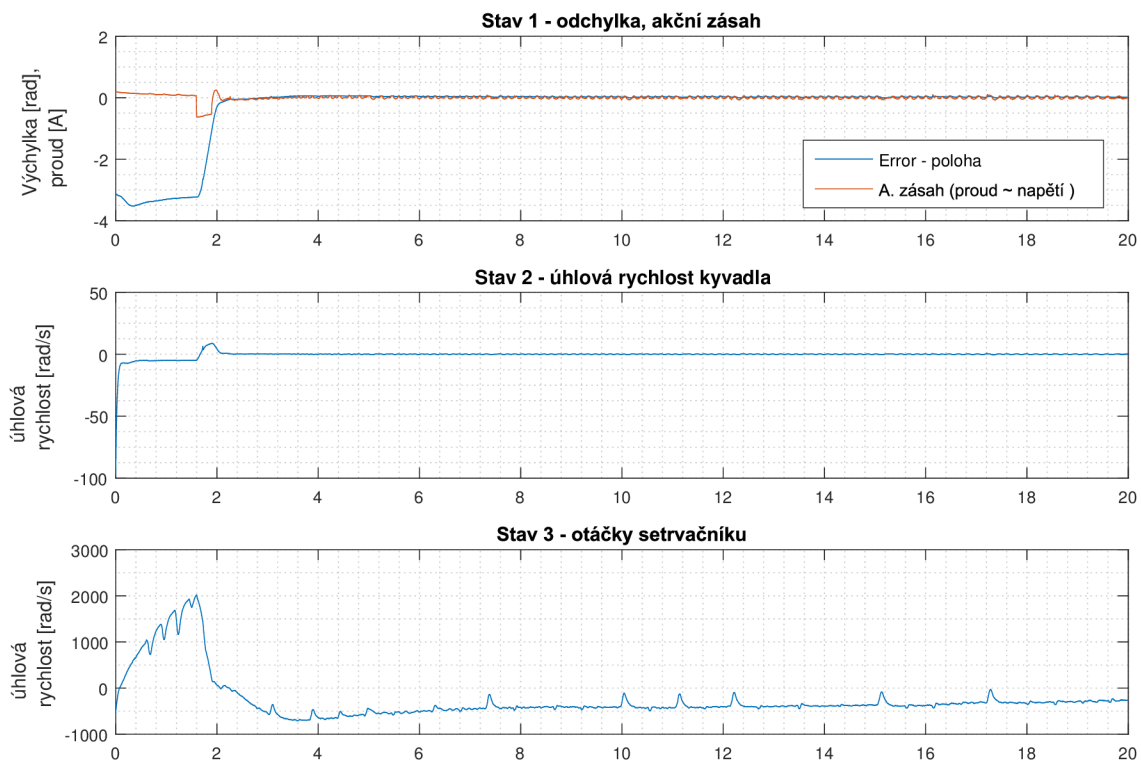 Stav 1 - odchylka, akční zásah
Výchylka [rad],
proud [A]
2
0
-2
-4
Error - poloha
A. zásah (proud ~ napětí )
0 2 4 6 8 10 12 14 16 18 20
Stav 2 - úhlová rychlost kyvadla
úhlová
rychlost [rad/s]
50
0
-50
-100
0 2 4 6 8 10 12 14 16 18 20
Stav 3 - otáčky setrvačníku
úhlová
rychlost [rad/s]
3000
2000
1000
0
-1000
0 2 4 6 8 10 12 14 16 18 20